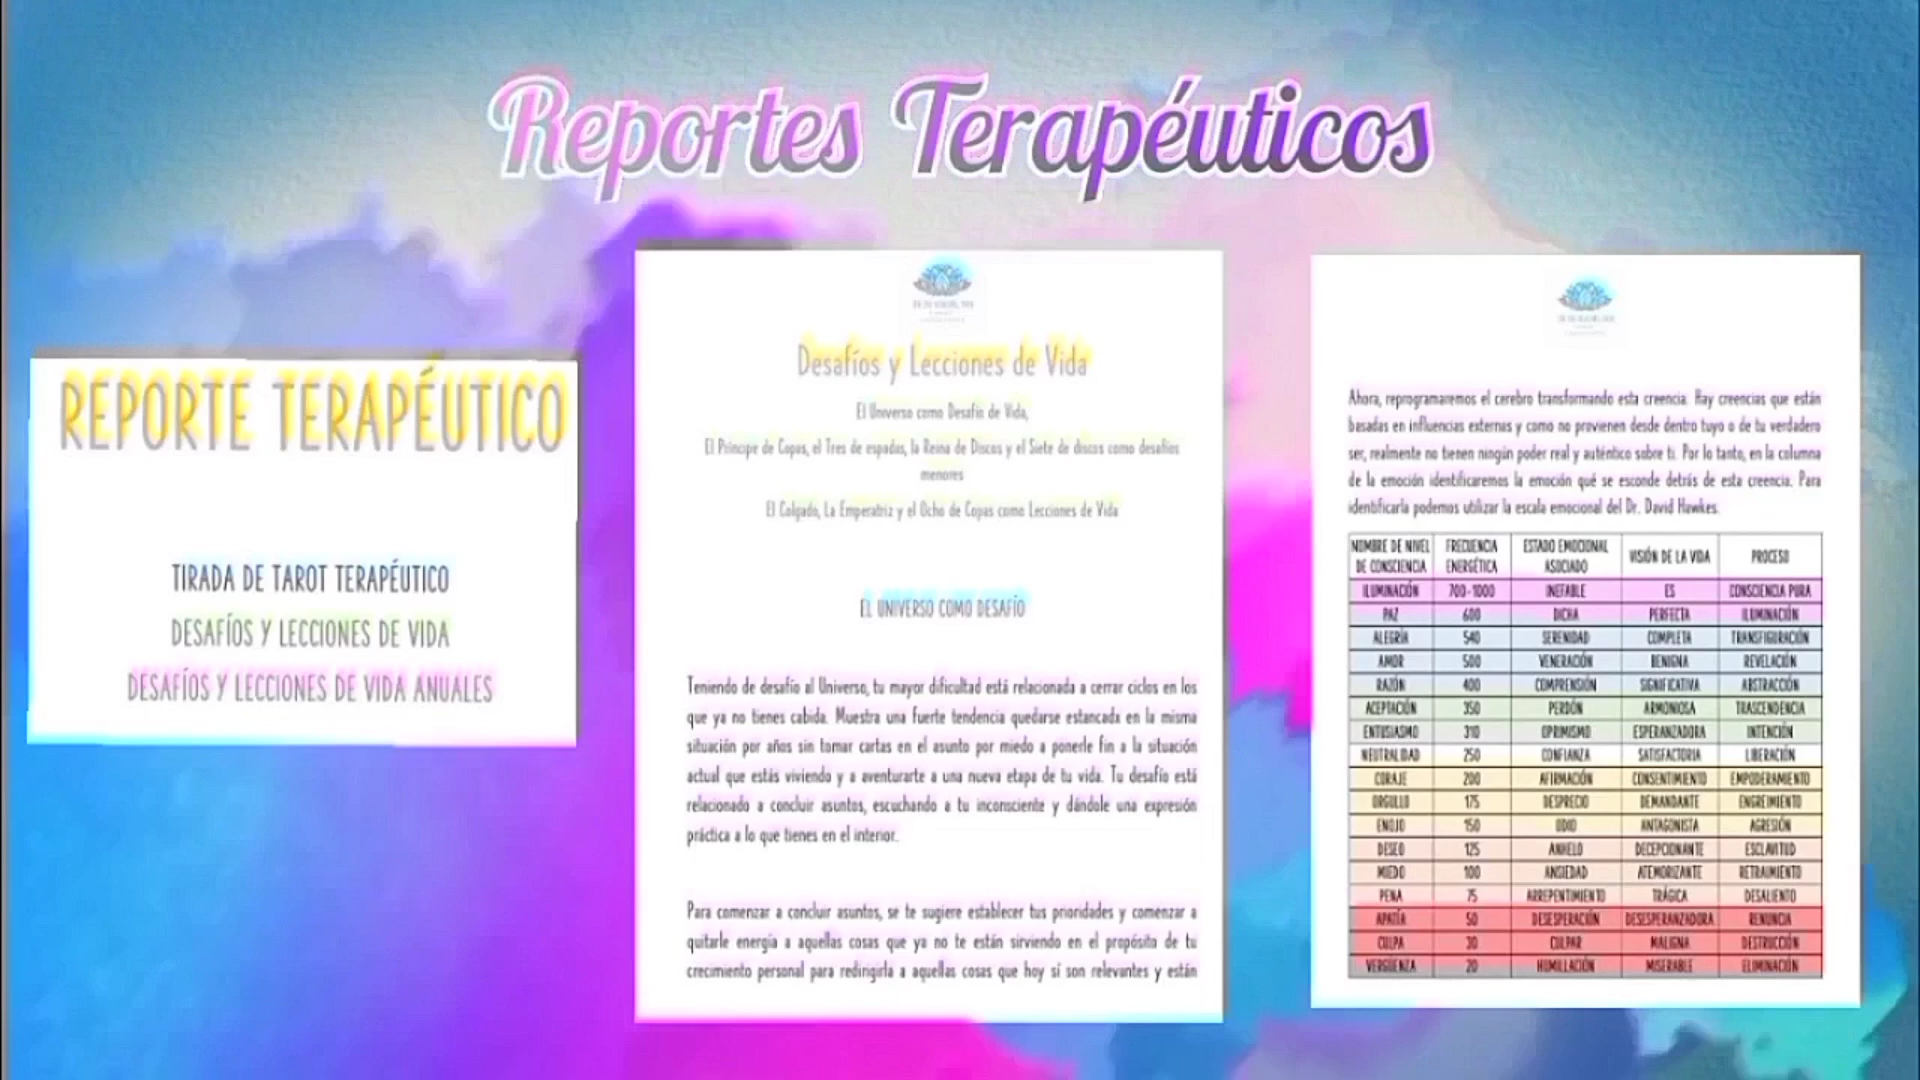 Reportes Terapéuticos
REPORTE TERAPÉUTICO
TIRADA DE TAROT TERAPÉUTICO
DESAFÍOS Y LECCIONES DE VIDA
DESAFÍOS Y LECCIONES DE VIDA ANUALES
Desafíos y Lecciones de Vida
El Universo como Desafío de Vida,
El Príncipe de Copas, el Tres de espadas, la Reina de Discos y el Siete de discos como desafíos
menores
El Colgado, La Emperatriz y el Ocho de Copas como Lecciones de Vida
EL UNIVERSO COMO DESAFÍO
Teniendo de desafío al Universo, tu mayor dificultad está relacionada a cerrar ciclos en los
que ya no tienes cabida. Muestra una fuerte tendencia quedarse estancada en la misma
situación por años sin tomar cartas en el asunto por miedo a ponerle fin a la situación
actual que estás viviendo y a aventurarte a una nueva etapa de tu vida. Tu desafío está
relacionado a concluir asuntos, escuchando a tu inconsciente y dándole una expresión
práctica a lo que tienes en el interior.
Para comenzar a concluir asuntos, se te sugiere establecer tus prioridades y comenzar a
quitarle energía a aquellas cosas que ya no te están sirviendo en el propósito de tu
crecimiento personal para redirigirla a aquellas cosas que hoy sí son relevantes y están
Ahora, reprogramaremos el cerebro transformando esta creencia. Hay creencias que están
basadas en influencias externas y como no provienen desde dentro tuyo o de tu verdadero
ser, realmente no tienen ningún poder real y auténtico sobre ti. Por lo tanto, en la columna
de la emoción identificaremos la emoción qué se esconde detrás de esta creencia. Para
identificarla podemos utilizar la escala emocional del Dr. David Hawkes.
NOMBRE DE NIVEL DE CONSCIENCIA FRECUENCIA ENERGÉTICA ESTADO EMOCIONAL ASOCIADO VISIÓN DE LA VIDA PROCESO
ILUMINACIÓN 700-1000 INEFABLE ES CONSCIENCIA PURA
PAZ 600 DICHA PERFECTA ILUMINACIÓN
ALEGRÍA 540 SERENIDAD COMPLETA TRANSFIGURACIÓN
AMOR 500 VENERACIÓN BENIGNA REVELACIÓN
RAZÓN 400 COMPRENSIÓN SIGNIFICATIVA ABSTRACCIÓN
ACEPTACIÓN 350 PERDÓN ARMONIOSA TRASCENDENCIA
ENTUSIASMO 310 OPRIMISMO ESPERANZADORA INTENCIÓN
NEUTRALIDAD 250 CONFIANZA SATISFACTORIA LIBERACIÓN
CORAJE 200 AFIRMACIÓN CONSENTIMIENTO EMPODERAMIENTO
ORGULLO 175 DESPRECIO DEMANDANTE ENGREIMIENTO
ENOJO 150 ODIO ANTAGONISTA AGRESIÓN
DESEO 125 ANHELO DECEPCIONANTE ESCLAVITUD
MIEDO 100 ANSIEDAD ATEMORIZANTE RETRAIMIENTO
PENA 75 ARREPENTIMIENTO TRÁGICA DESALIENTO
APATÍA 50 DESESPERACIÓN DESESPERANZADORA RENUNCIA
CULPA 30 CULPAR MALIGNA DESTRUCCIÓN
VERGÜENZA 20 HUMILLACIÓN MISERABLE ELIMINACIÓN